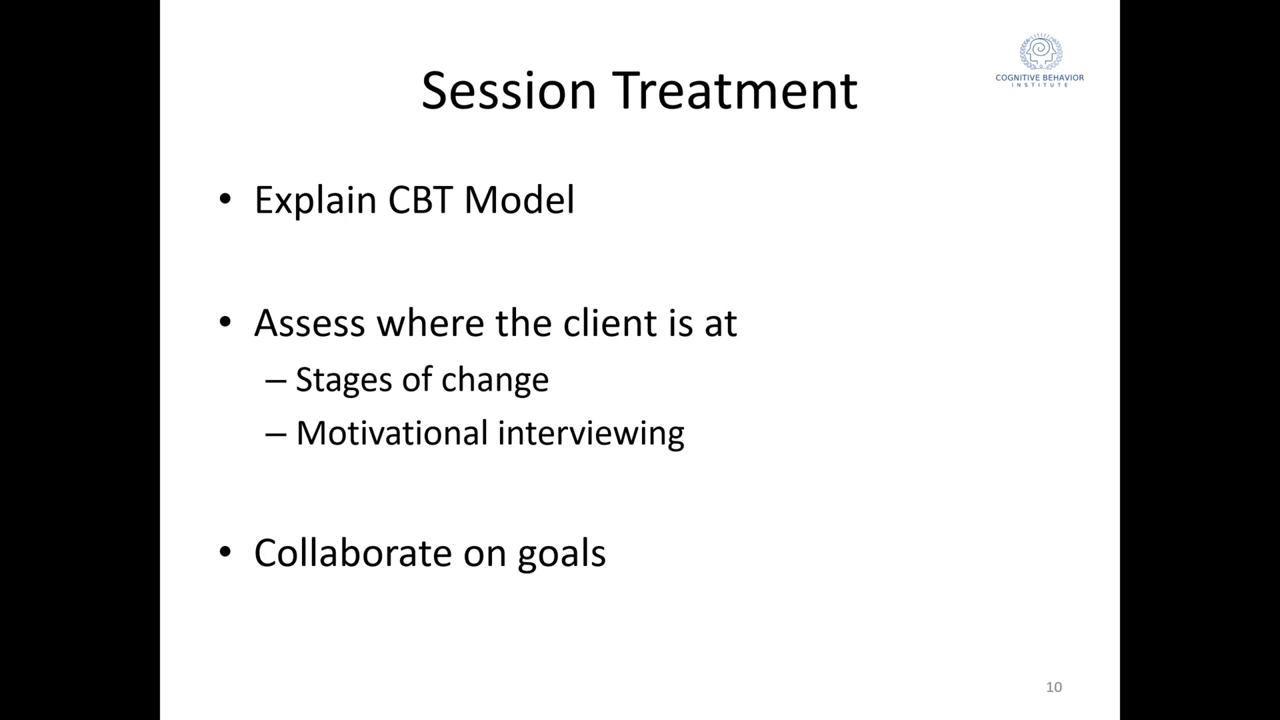 COGNITIVE BEHAVIOR
INSTITUTE
Session Treatment
• Explain CBT Model
• Assess where the client is at
– Stages of change
– Motivational interviewing
• Collaborate on goals
10